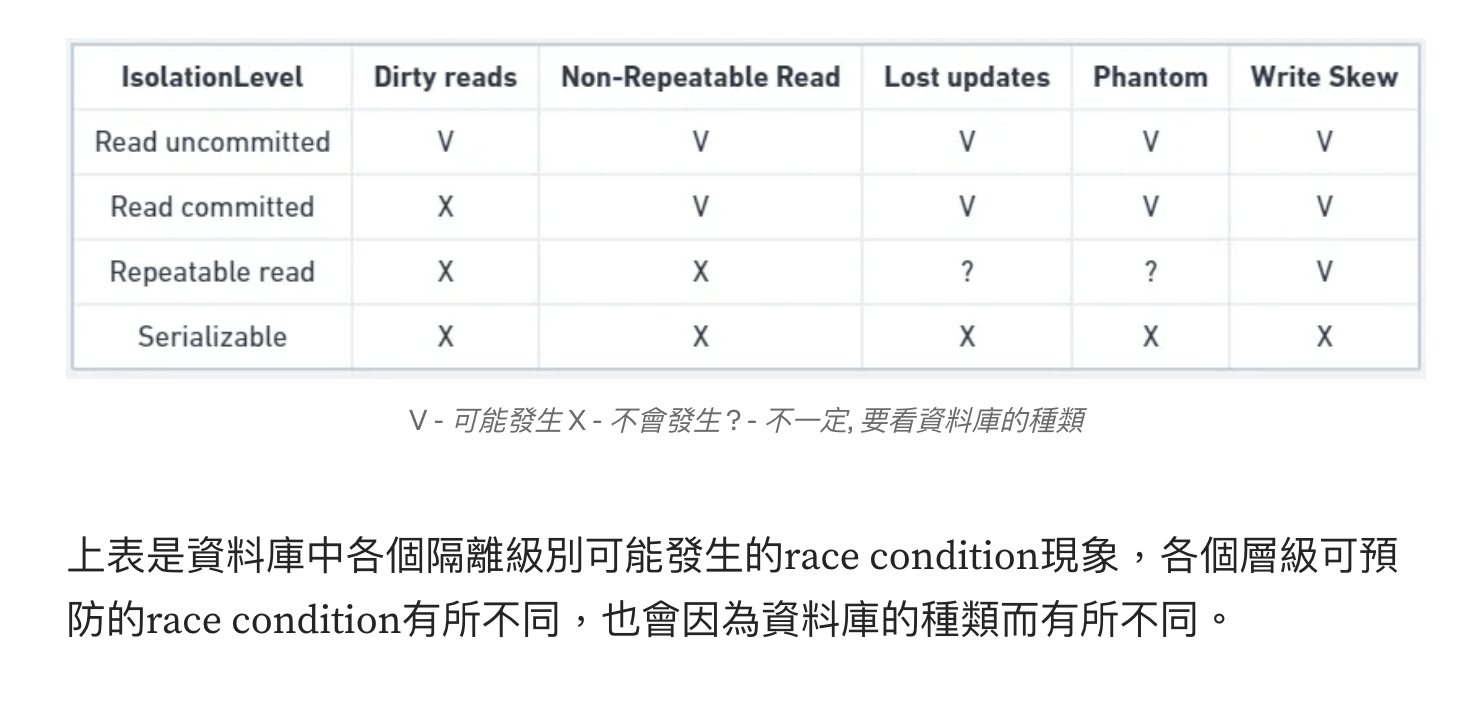 IsolationLevel Dirty reads Non-Repeatable Read Lost updates Phantom Write Skew
Read uncommitted V V V V V
Read committed X V V V V
Repeatable read X X ? ? V
Serializable X X X X X
V - 可能發生 X - 不會發生 ? - 不一定, 要看資料庫的種類
上表是資料庫中各個隔離級別可能發生的race condition現象，各個層級可預
防的race condition有所不同，也會因為資料庫的種類而有所不同。